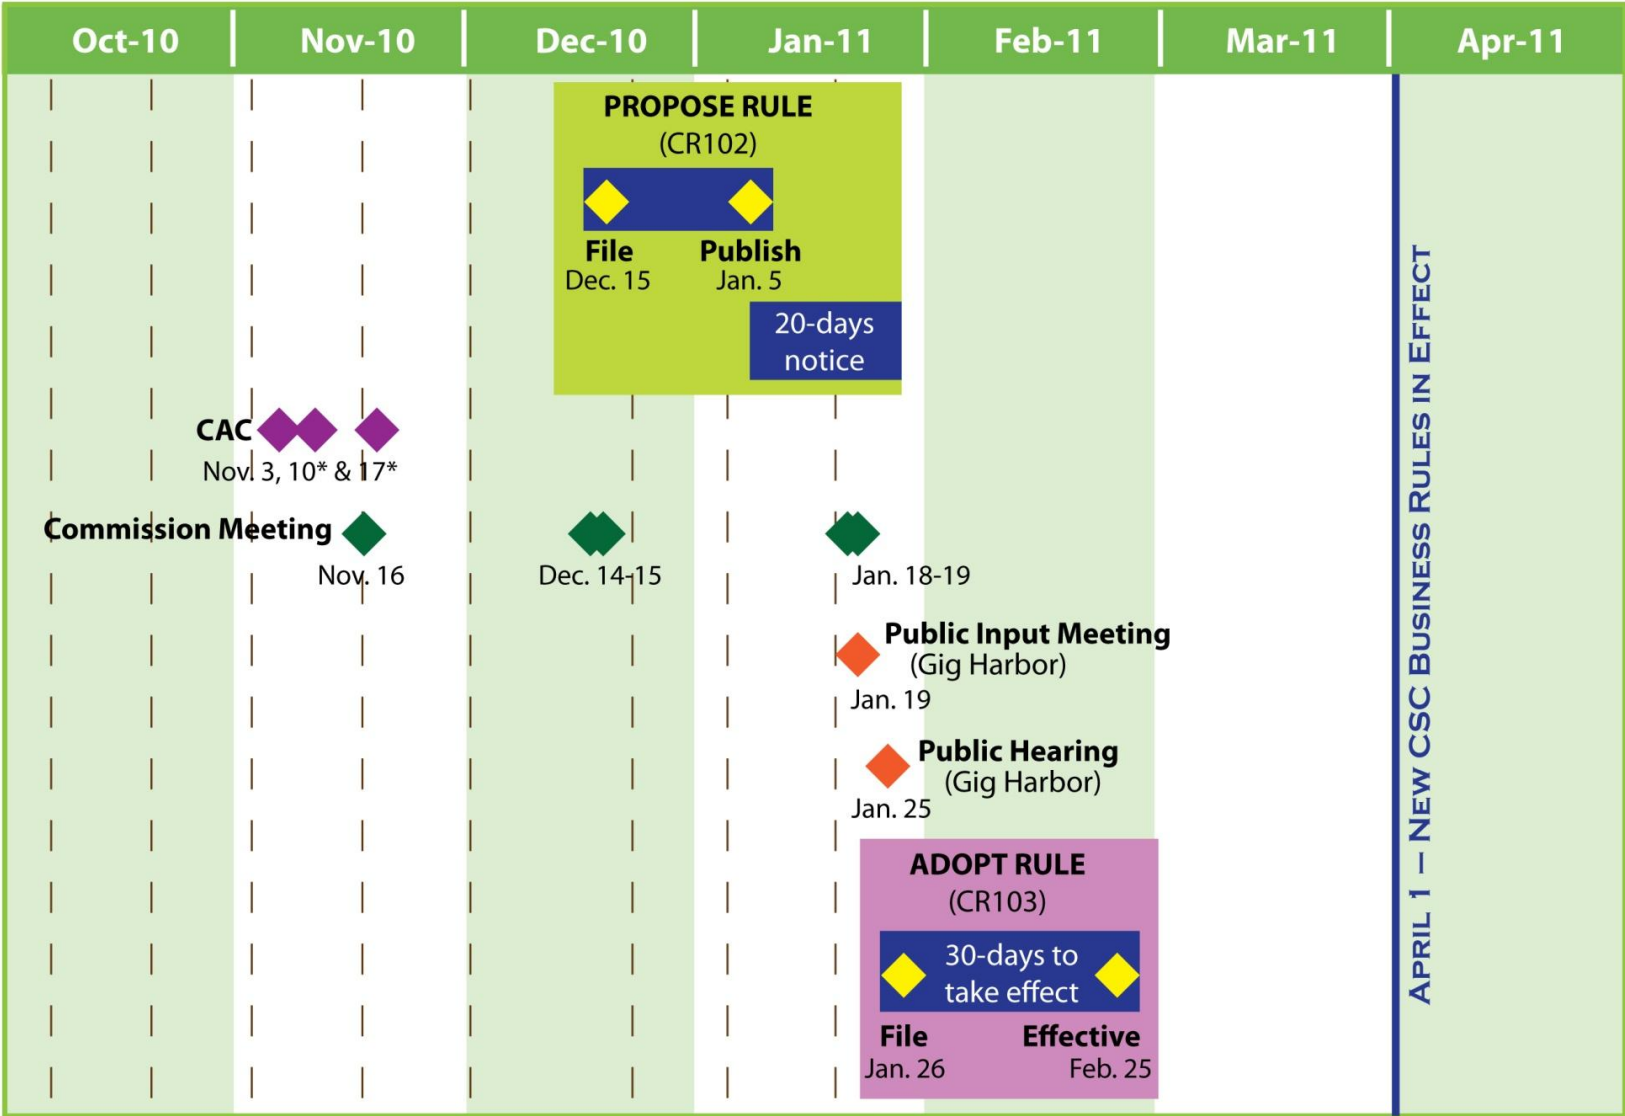 Oct-10 Nov-10 Dec-10 Jan-11 Feb-11 Mar-11 Apr-11
PROPOSE RULE
(CR102)
File Publish
Dec. 15 Jan. 5
20-days
notice
CAC
Nov. 3, 10* & 17*
Commission Meeting
Nov. 16 Dec. 14-15 Jan. 18-19
Public Input Meeting
(Gig Harbor)
Jan. 19
Public Hearing
(Gig Harbor)
Jan. 25
ADOPT RULE
(CR103)
30-days to
take effect
File Effective
Jan. 26 Feb. 25
April 1 – New CSC Business Rules in Effect